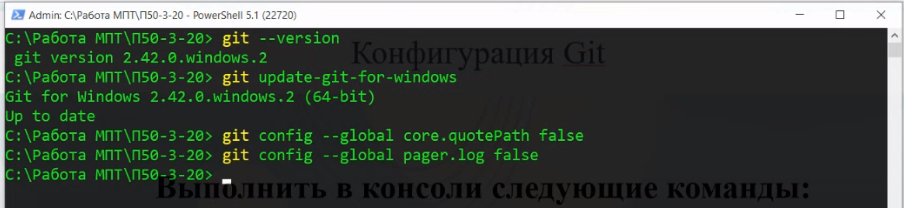 Admin: C:\Работа МПТ\П50-3-20 - PowerShell 5.1 (22720)
C:\Работа МПТ\П50-3-20> git --version
git version 2.42.0.windows.2
Конфигурация Git
C:\Работа МПТ\П50-3-20> git update-git-for-windows
Git for Windows 2.42.0.windows.2 (64-bit)
Up to date
C:\Работа МПТ\П50-3-20> git config --global core.quotePath false
C:\Работа МПТ\П50-3-20> git config --global pager.log false
C:\Работа МПТ\П50-3-20>
Выполнить в консоли следующие команды: